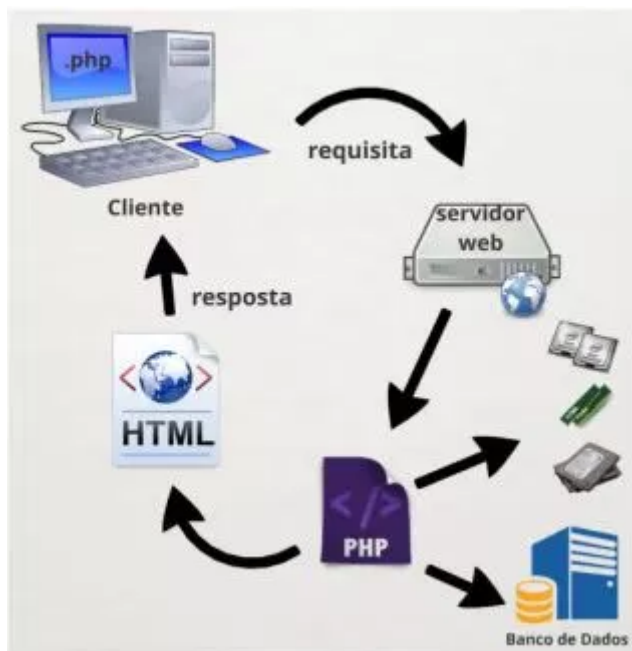 .php
requisita
Cliente
servidor
web
resposta
< >
HTML
</>
PHP
Banco de Dados